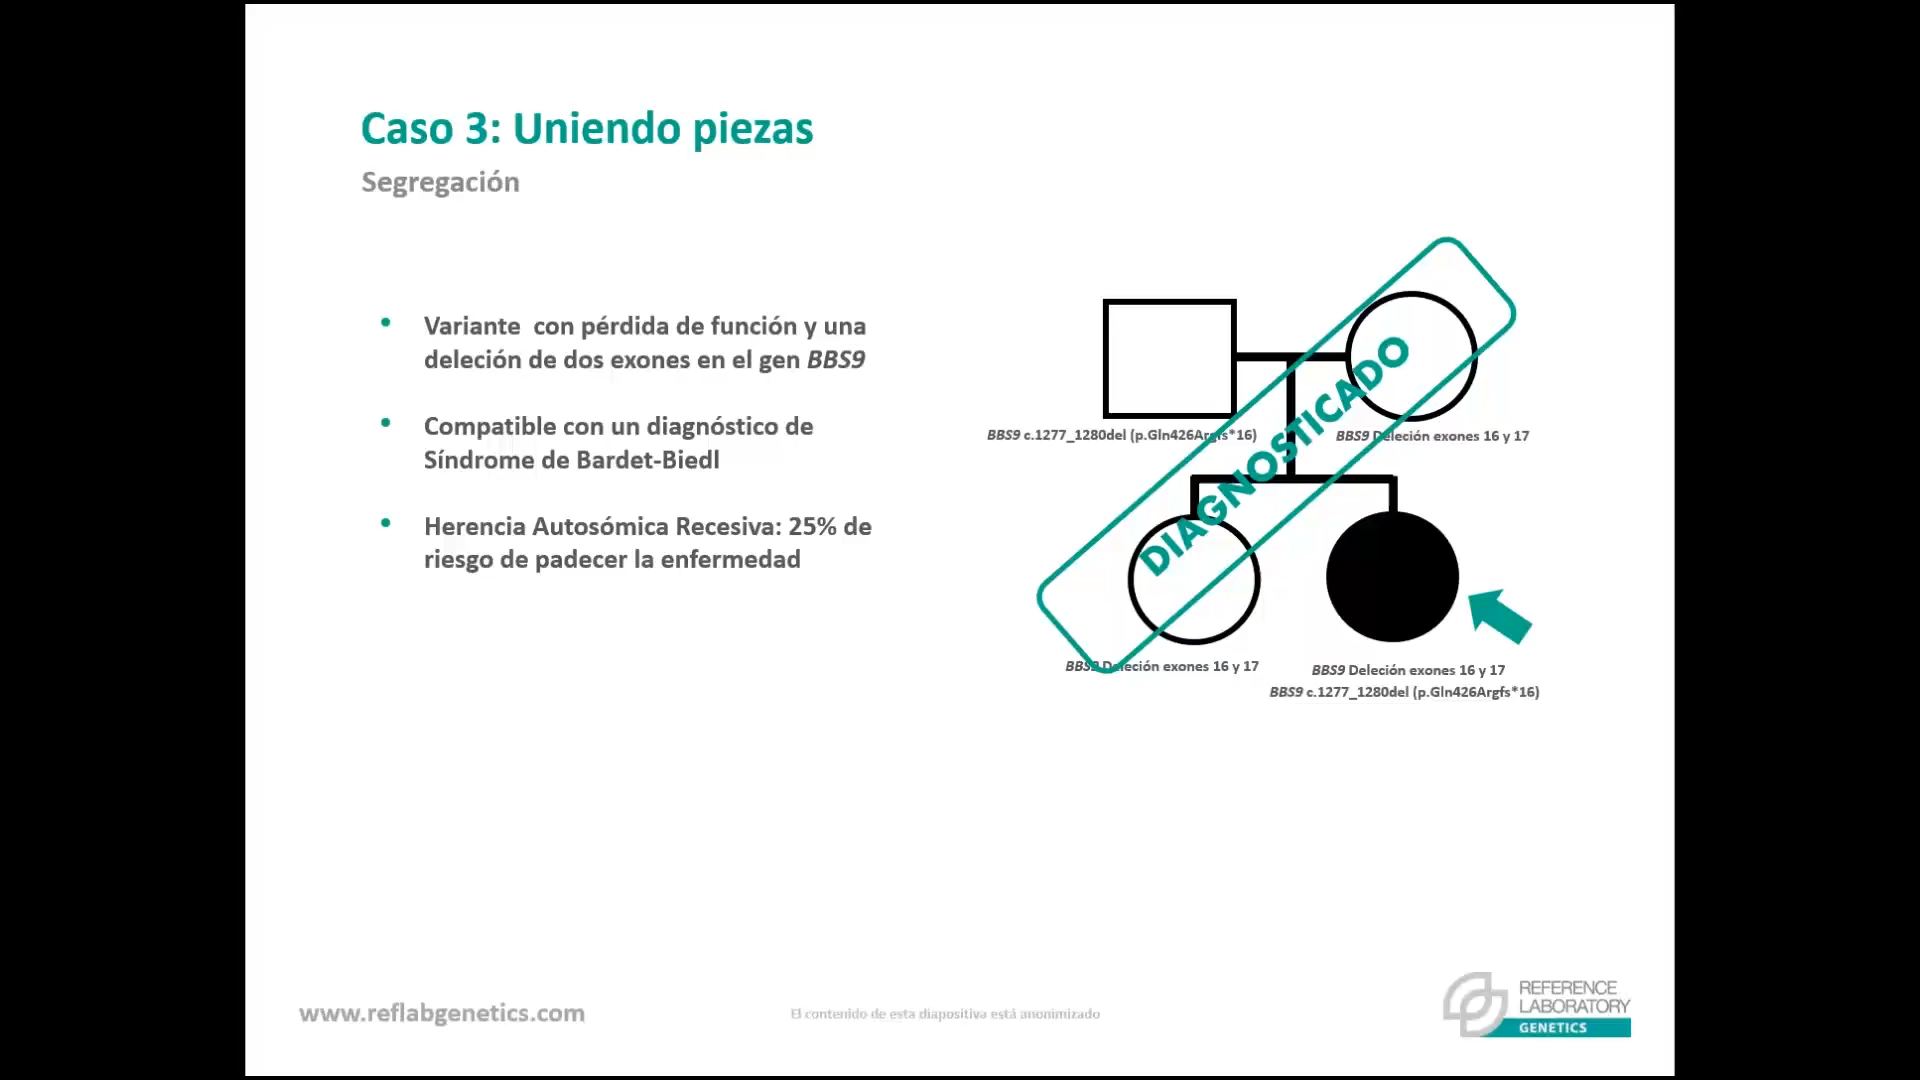 Caso 3: Uniendo piezas
Segregación
• Variante con pérdida de función y una
deleción de dos exones en el gen BBS9
• Compatible con un diagnóstico de
Síndrome de Bardet-Biedl
• Herencia Autosómica Recesiva: 25% de
riesgo de padecer la enfermedad
BBS9 c.1277_1280del (p.Gln426Argfs*16)
BBS9 Deleción exones 16 y 17
DIAGNOSTICADO
BBS9 Deleción exones 16 y 17
BBS9 Deleción exones 16 y 17
BBS9 c.1277_1280del (p.Gln426Argfs*16)
www.reflabgenetics.com
El contenido de esta diapositiva está anonimizado
REFERENCE
LABORATORY
GENETICS